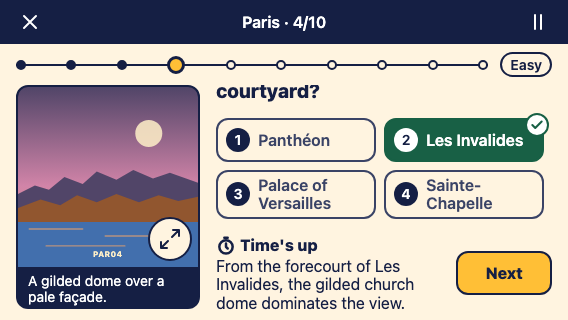 Paris · 4/10
Easy
PAR04
A gilded dome over a
pale façade.
courtyard?
1 Panthéon
2 Les Invalides
3 Palace of
Versailles
4 Sainte-
Chapelle
Time's up
From the forecourt of Les
Invalides, the gilded church
dome dominates the view.
Next